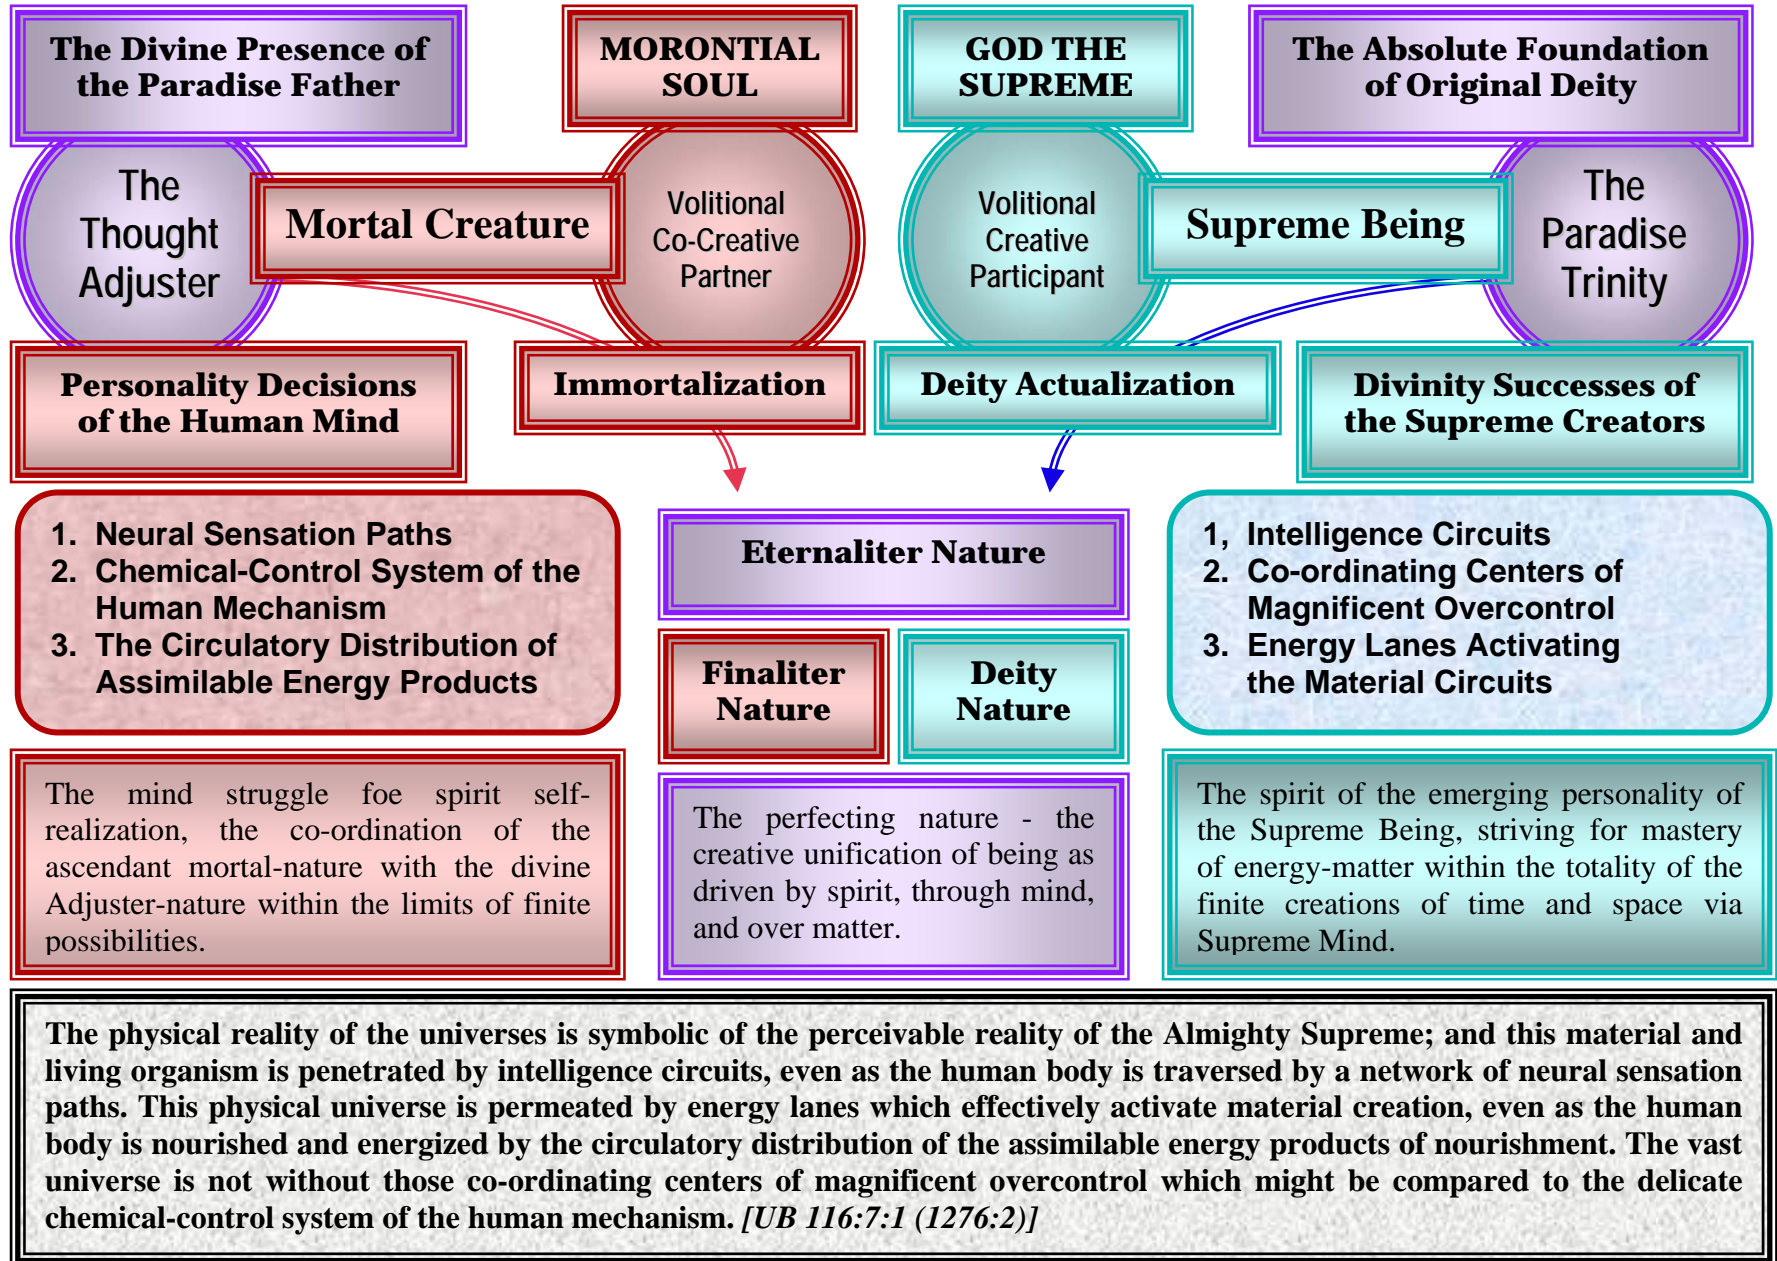 The Divine Presence of
the Paradise Father
MORONTIAL
SOUL
GOD THE
SUPREME
The Absolute Foundation
of Original Deity
The
Thought
Adjuster
Mortal Creature
Volitional
Co-Creative
Partner
Volitional
Creative
Participant
Supreme Being
The
Paradise
Trinity
Personality Decisions
of the Human Mind
Immortalization
Deity Actualization
Divinity Successes of
the Supreme Creators
1. Neural Sensation Paths
2. Chemical-Control System of the
Human Mechanism
3. The Circulatory Distribution of
Assimilable Energy Products
Eternaliter Nature
Finaliter
Nature
Deity
Nature
1, Intelligence Circuits
2. Co-ordinating Centers of
Magnificent Overcontrol
3. Energy Lanes Activating
the Material Circuits
The mind struggle foe spirit self-
realization, the co-ordination of the
ascendant mortal-nature with the divine
Adjuster-nature within the limits of finite
possibilities.
The perfecting nature - the
creative unification of being as
driven by spirit, through mind,
and over matter.
The spirit of the emerging personality of
the Supreme Being, striving for mastery
of energy-matter within the totality of the
finite creations of time and space via
Supreme Mind.
The physical reality of the universes is symbolic of the perceivable reality of the Almighty Supreme; and this material and
living organism is penetrated by intelligence circuits, even as the human body is traversed by a network of neural sensation
paths. This physical universe is permeated by energy lanes which effectively activate material creation, even as the human
body is nourished and energized by the circulatory distribution of the assimilable energy products of nourishment. The vast
universe is not without those co-ordinating centers of magnificent overcontrol which might be compared to the delicate
chemical-control system of the human mechanism. [UB 116:7:1 (1276:2)]